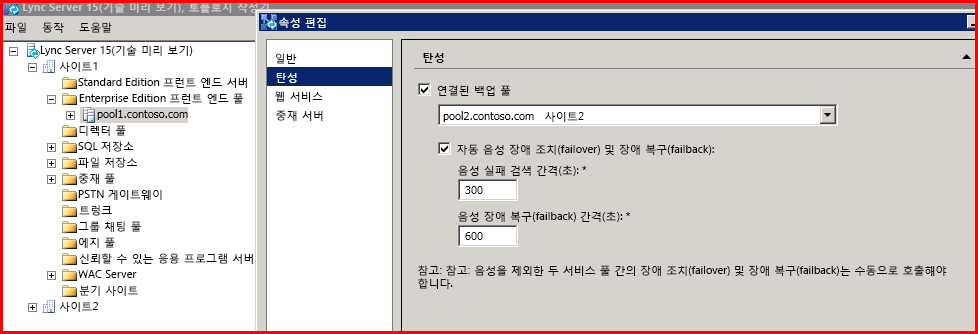 Lync Server 15(기술 미리 보기), 토폴로지 작성기
파일 동작 도움말
Lync Server 15(기술 미리 보기)
사이트1
Standard Edition 프런트 엔드 서버
Enterprise Edition 프런트 엔드 풀
pool1.contoso.com
디렉터 풀
SQL 저장소
파일 저장소
중재 풀
PSTN 게이트웨이
트렁크
그룹 채팅 풀
에지 풀
신뢰할 수 있는 응용 프로그램 서버
WAC Server
분기 사이트
사이트2
속성 편집
일반
탄성
웹 서비스
중재 서버
탄성
연결된 백업 풀
pool2.contoso.com 사이트2
자동 음성 장애 조치(failover) 및 장애 복구(failback):
음성 실패 검색 간격(초): *
300
음성 장애 복구(failback) 간격(초): *
600
참고: 참고: 음성을 제외한 두 서비스 풀 간의 장애 조치(failover) 및 장애 복구(failback)는 수동으로 호출해야
합니다.